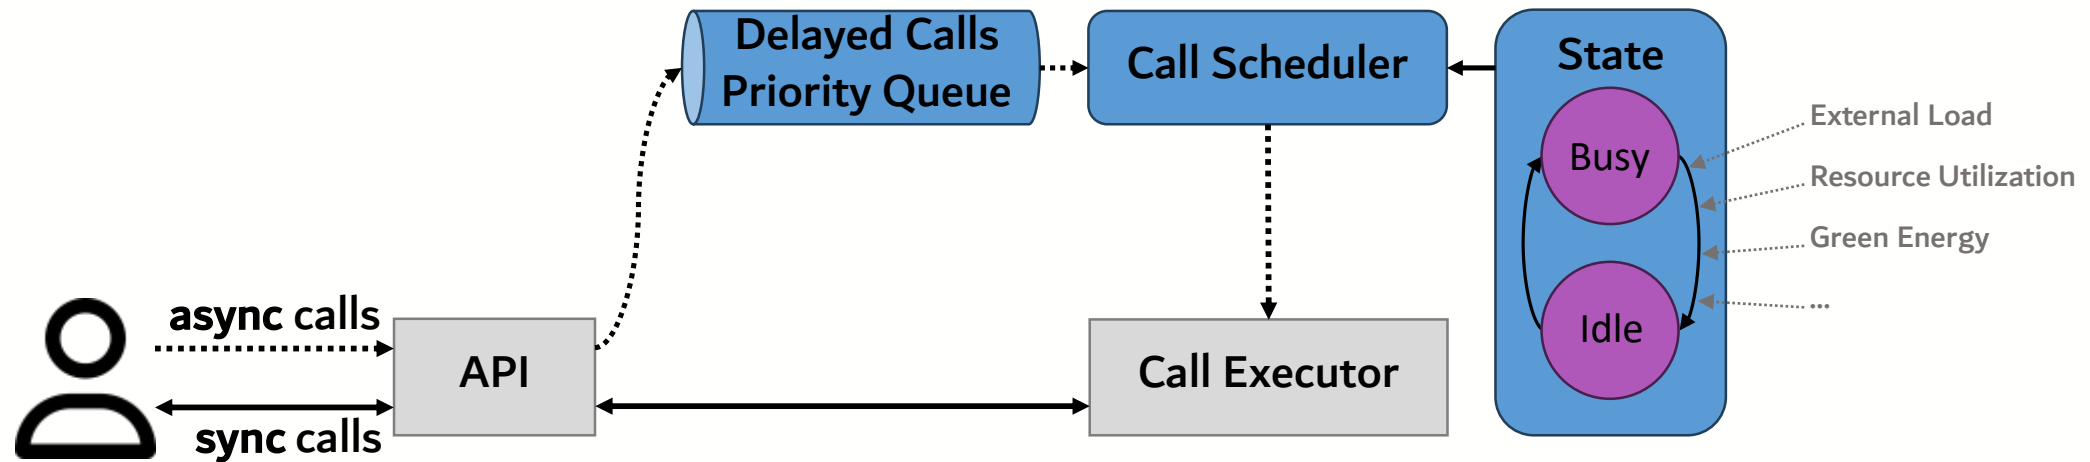 Delayed Calls
Priority Queue
Call Scheduler
State
Busy
Idle
External Load
Resource Utilization
Green Energy
...
async calls
sync calls
API
Call Executor